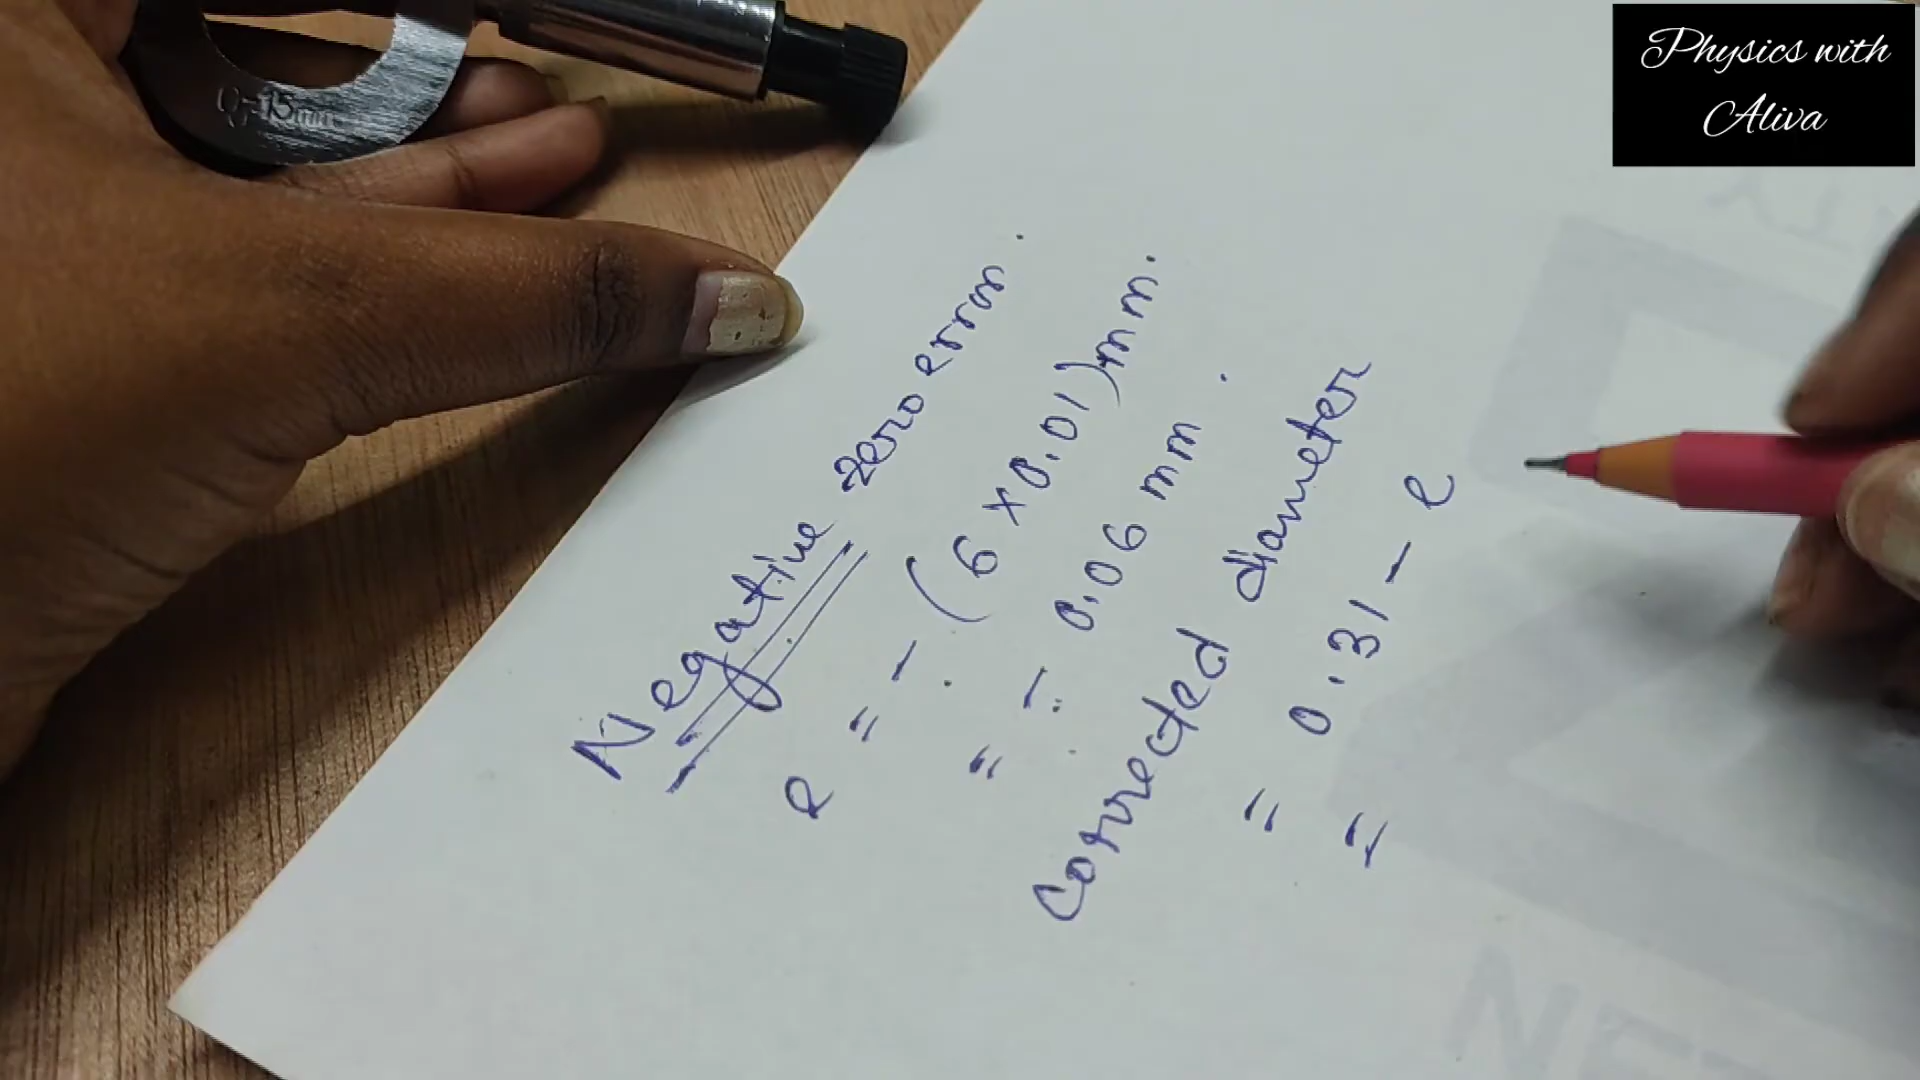 Physics with
Aliva
0-15mm
Negative zero error.
e = - (6 x 0.01) mm.
= - 0.06 mm.
Corrected diameter
= 0.31 - e
=